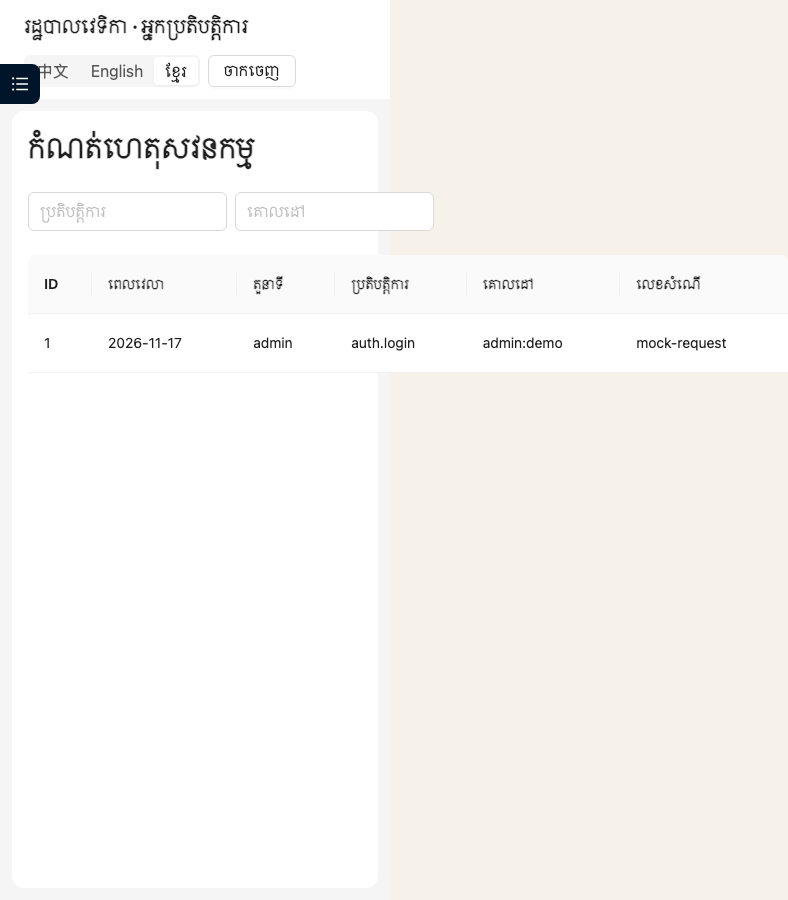 រដ្ឋបាលវេទិកា · អ្នកប្រតិបត្តិការ
中文 English ខ្មែរ ចាកចេញ
កំណត់ហេតុសវនកម្ម
ប្រតិបត្តិការ គោលដៅ
ID ពេលវេលា តួនាទី ប្រតិបត្តិការ គោលដៅ លេខសំណើ
1 2026-11-17 admin auth.login admin:demo mock-request